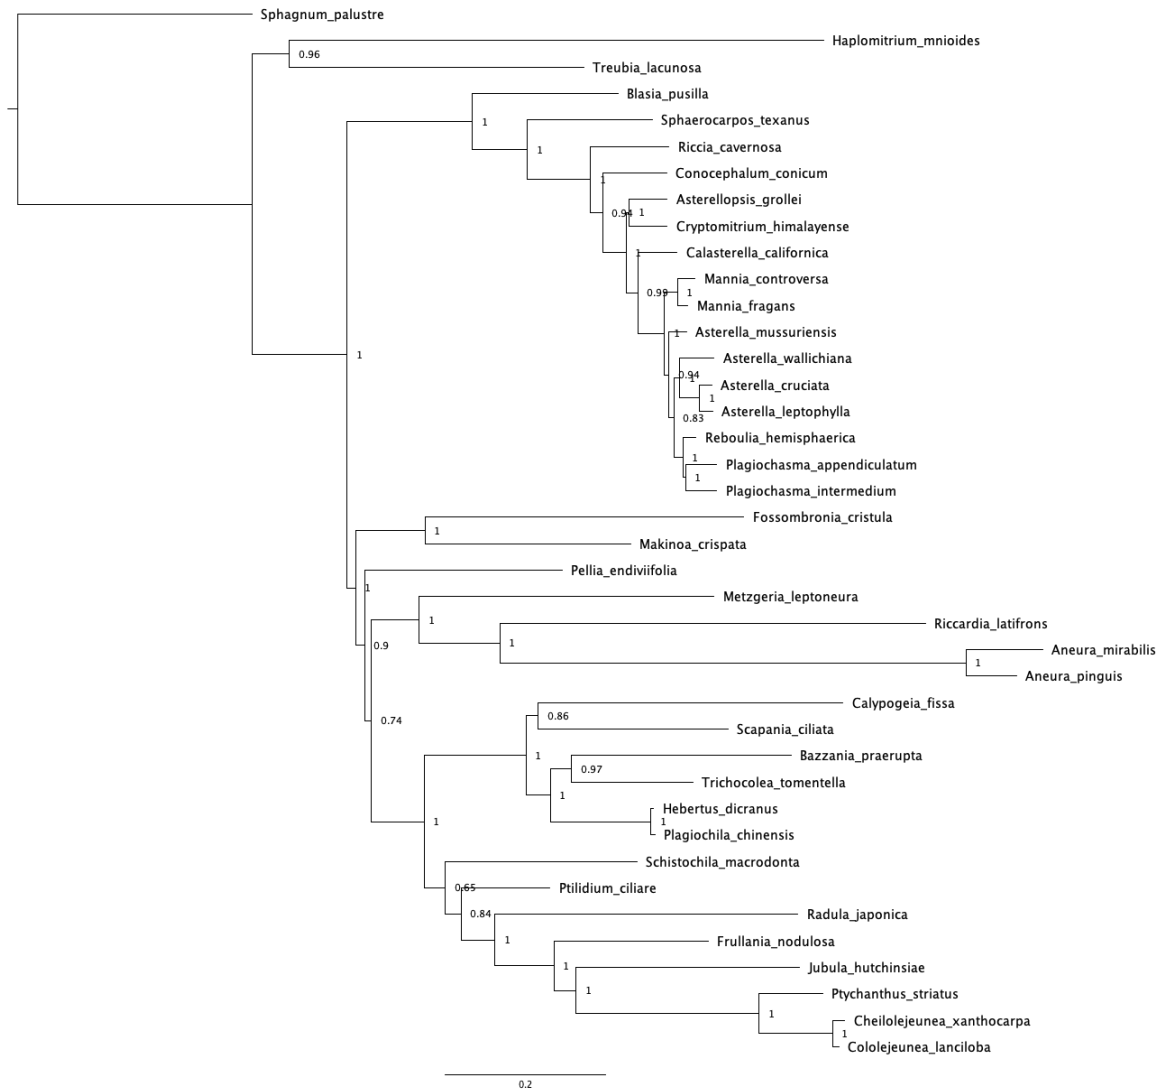 Sphagnum_palustre
Haplomitrium_mnioides
0.96
Treubia_lacunosa
Blasia_pusilla
1
Sphaerocarpos_texanus
1
Riccia_cavernosa
1
Conocephalum_conicum
Asterellopsis_grollei
0.94
1
Cryptomitrium_himalayense
1
Calasterella_californica
Mannia_controversa
0.99
1
Mannia_fragans
1
Asterella_mussuriensis
Asterella_wallichiana
0.94
1
Asterella_cruciata
1
Asterella_leptophylla
0.83
Reboulia_hemisphaerica
1
Plagiochasma_appendiculatum
1
Plagiochasma_intermedium
1
Fossombronia_cristula
1
Makinoa_crispata
Pellia_endiviifolia
1
Metzgeria_leptoneura
1
Riccardia_latifrons
0.9
1
Aneura_mirabilis
1
Aneura_pinguis
Calypogeia_fissa
0.86
0.74
Scapania_ciliata
1
Bazzania_praerupta
0.97
Trichocolea_tomentella
1
Hebertus_dicranus
1
1
Plagiochila_chinensis
Schistochila_macrodonta
0.65
Ptilidium_ciliare
0.84
Radula_japonica
1
Frullania_nodulosa
1
Jubula_hutchinsiae
1
Ptychanthus_striatus
1
Cheilolejeunea_xanthocarpa
1
Cololejeunea_lanciloba
0.2